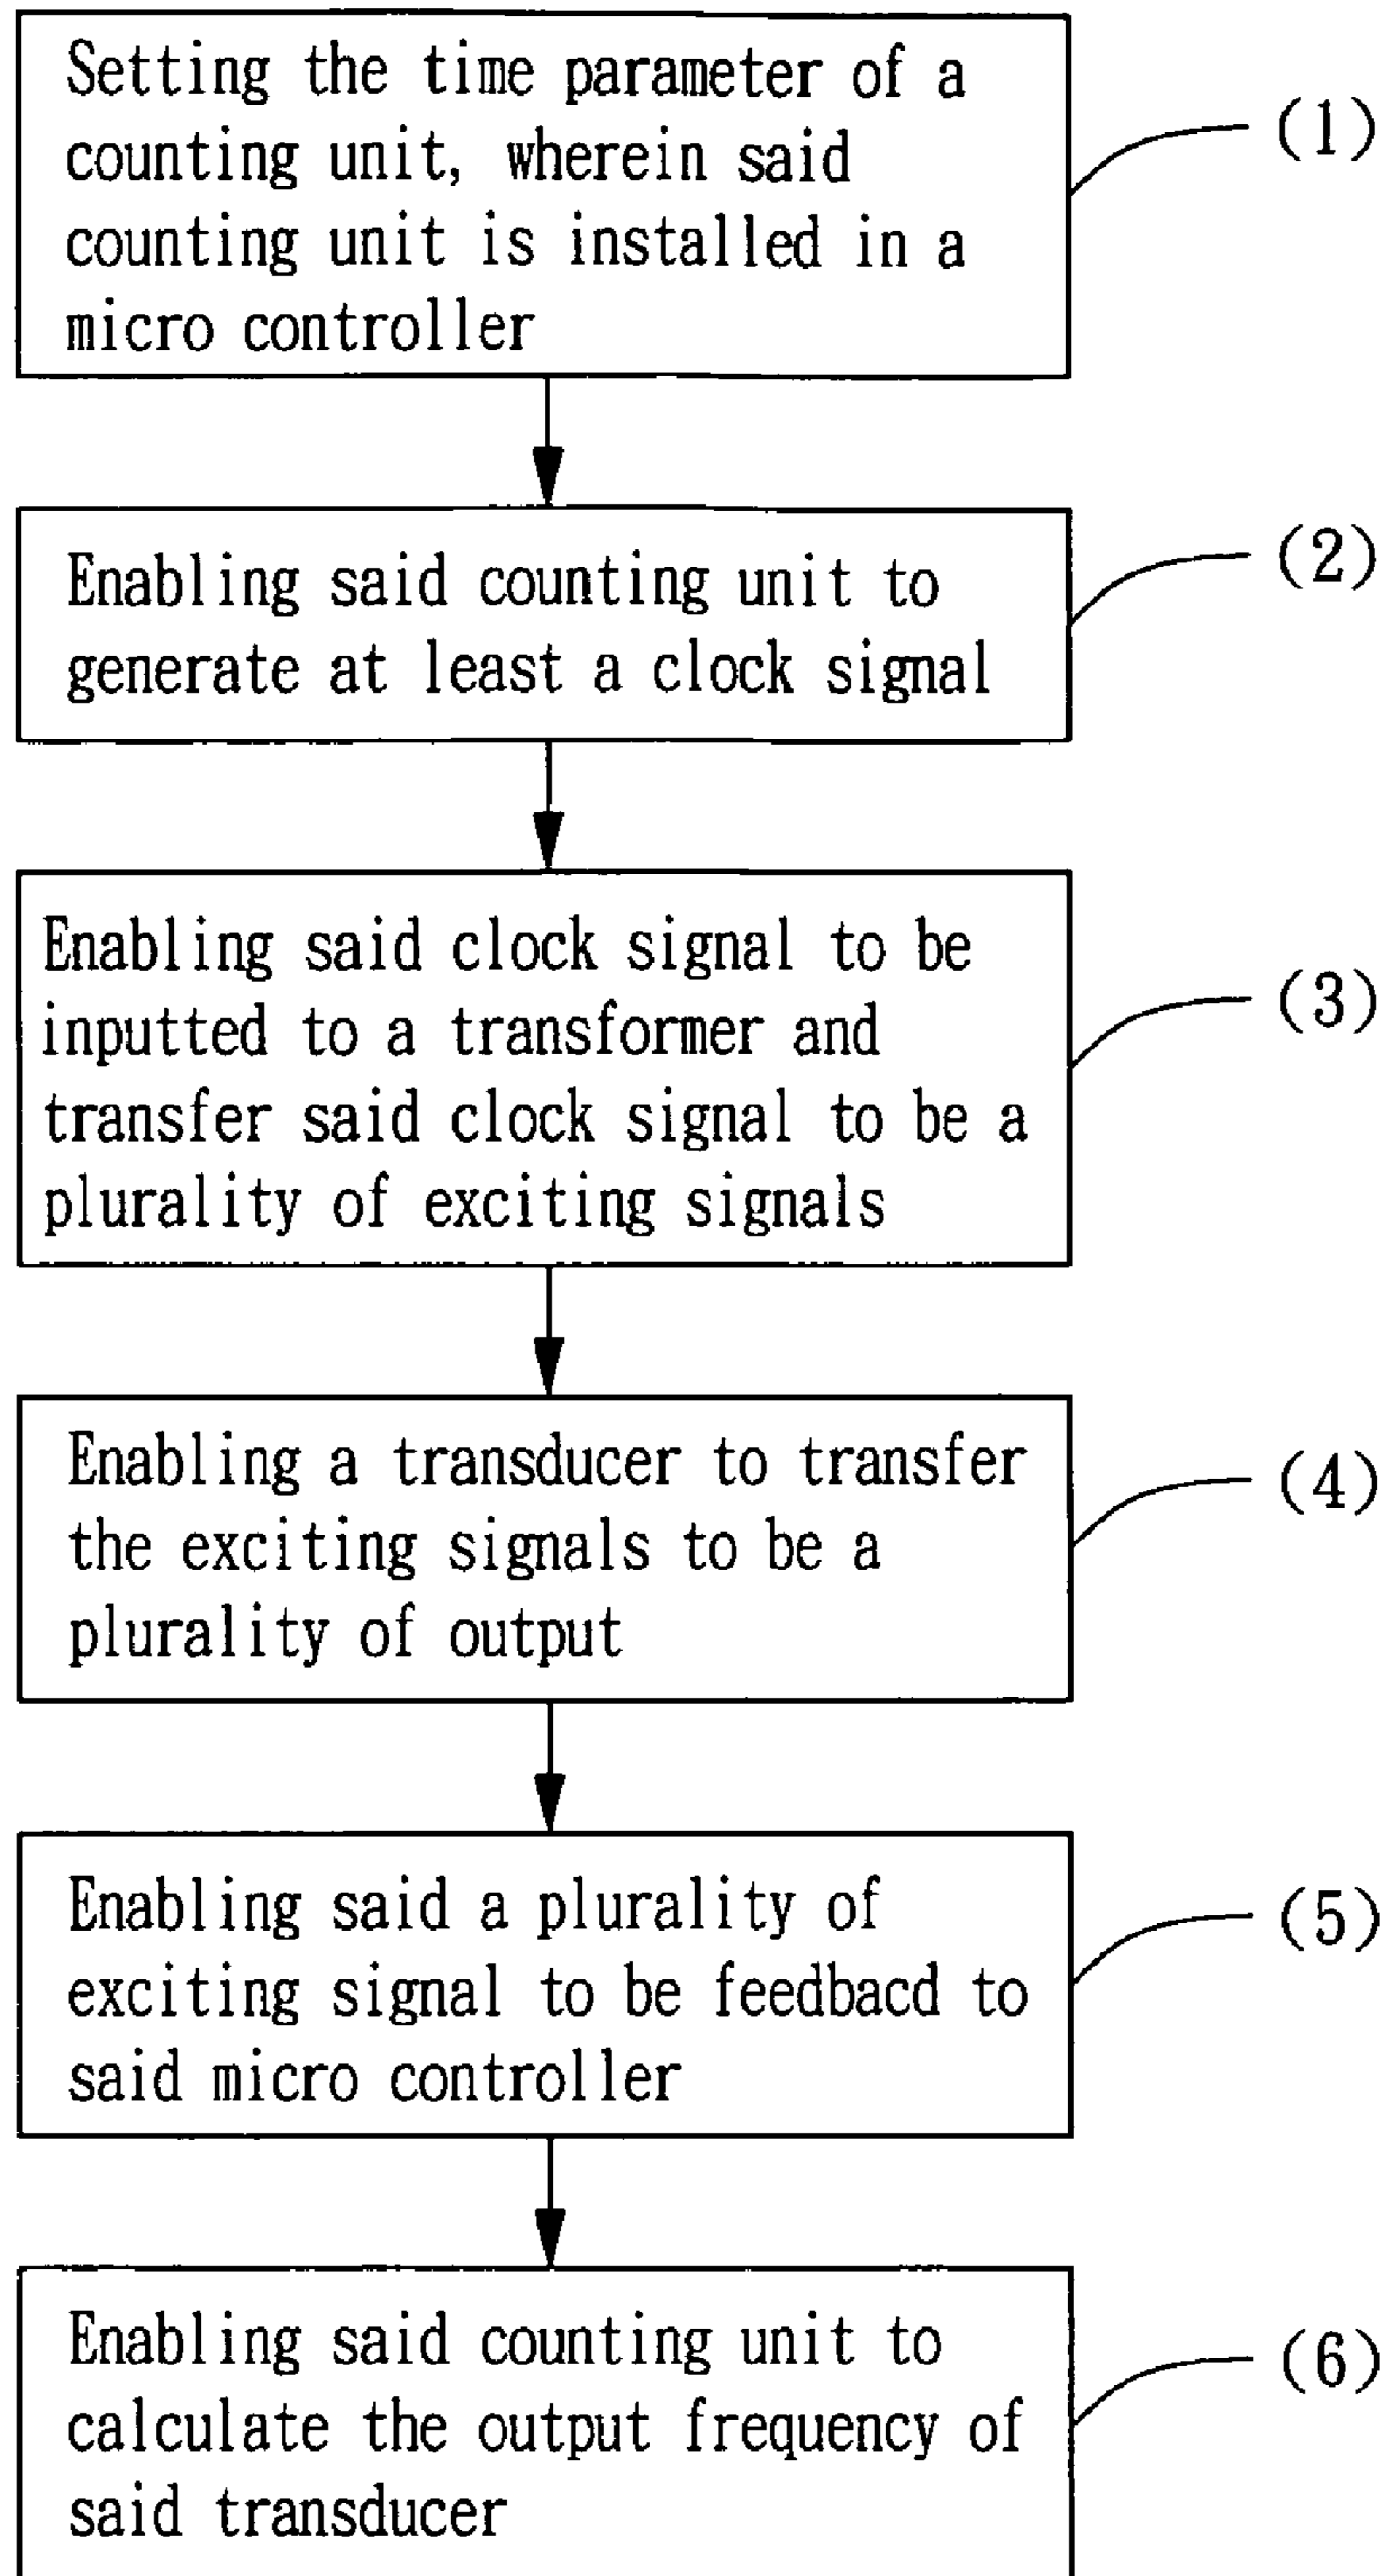 Setting the time parameter of a
counting unit, wherein said
counting unit is installed in a
micro controller
(1)
Enabling said counting unit to
generate at least a clock signal
(2)
Enabling said clock signal to be
inputted to a transformer and
transfer said clock signal to be a
plurality of exciting signals
(3)
Enabling a transducer to transfer
the exciting signals to be a
plurality of output
(4)
Enabling said a plurality of
exciting signal to be feedbacd to
said micro controller
(5)
Enabling said counting unit to
calculate the output frequency of
said transducer
(6)